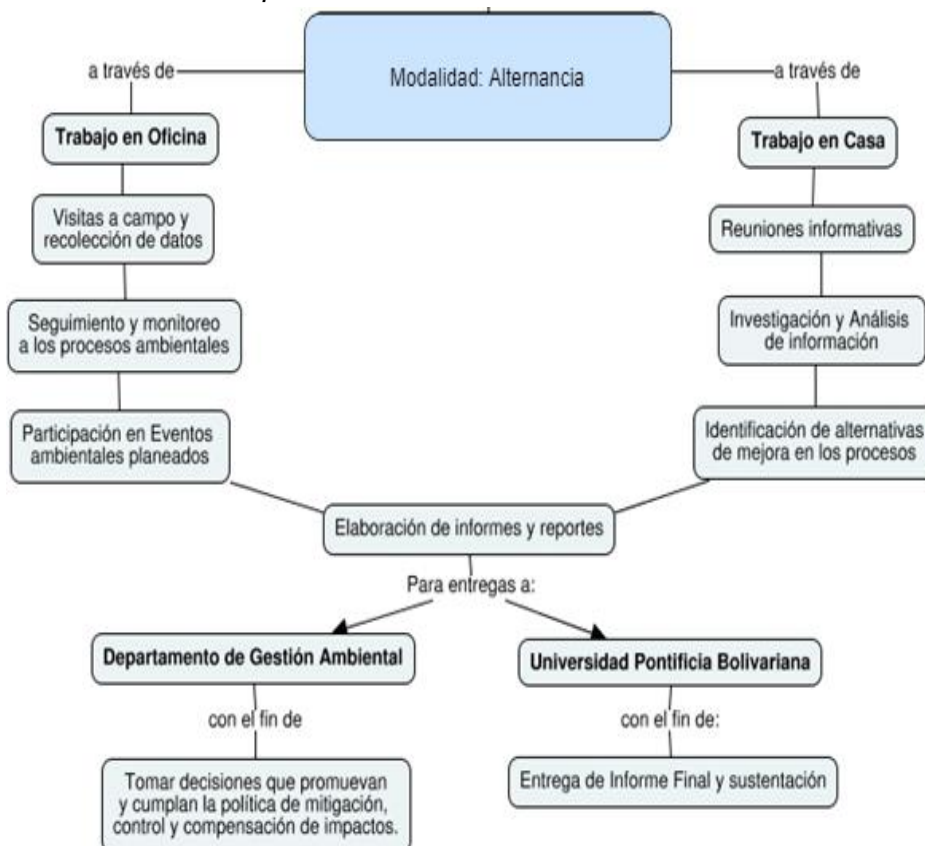 Modalidad: Alternancia
a través de
a través de
Trabajo en Oficina
Trabajo en Casa
Visitas a campo y
recolección de datos
Reuniones informativas
Seguimiento y monitoreo
a los procesos ambientales
Investigación y Análisis
de información
Participación en Eventos
ambientales planeados
Identificación de alternativas
de mejora en los procesos
Elaboración de informes y reportes
Para entregas a:
Departamento de Gestión Ambiental
Universidad Pontificia Bolivariana
con el fin de
con el fin de:
Tomar decisiones que promuevan
y cumplan la política de mitigación,
control y compensación de impactos.
Entrega de Informe Final y sustentación